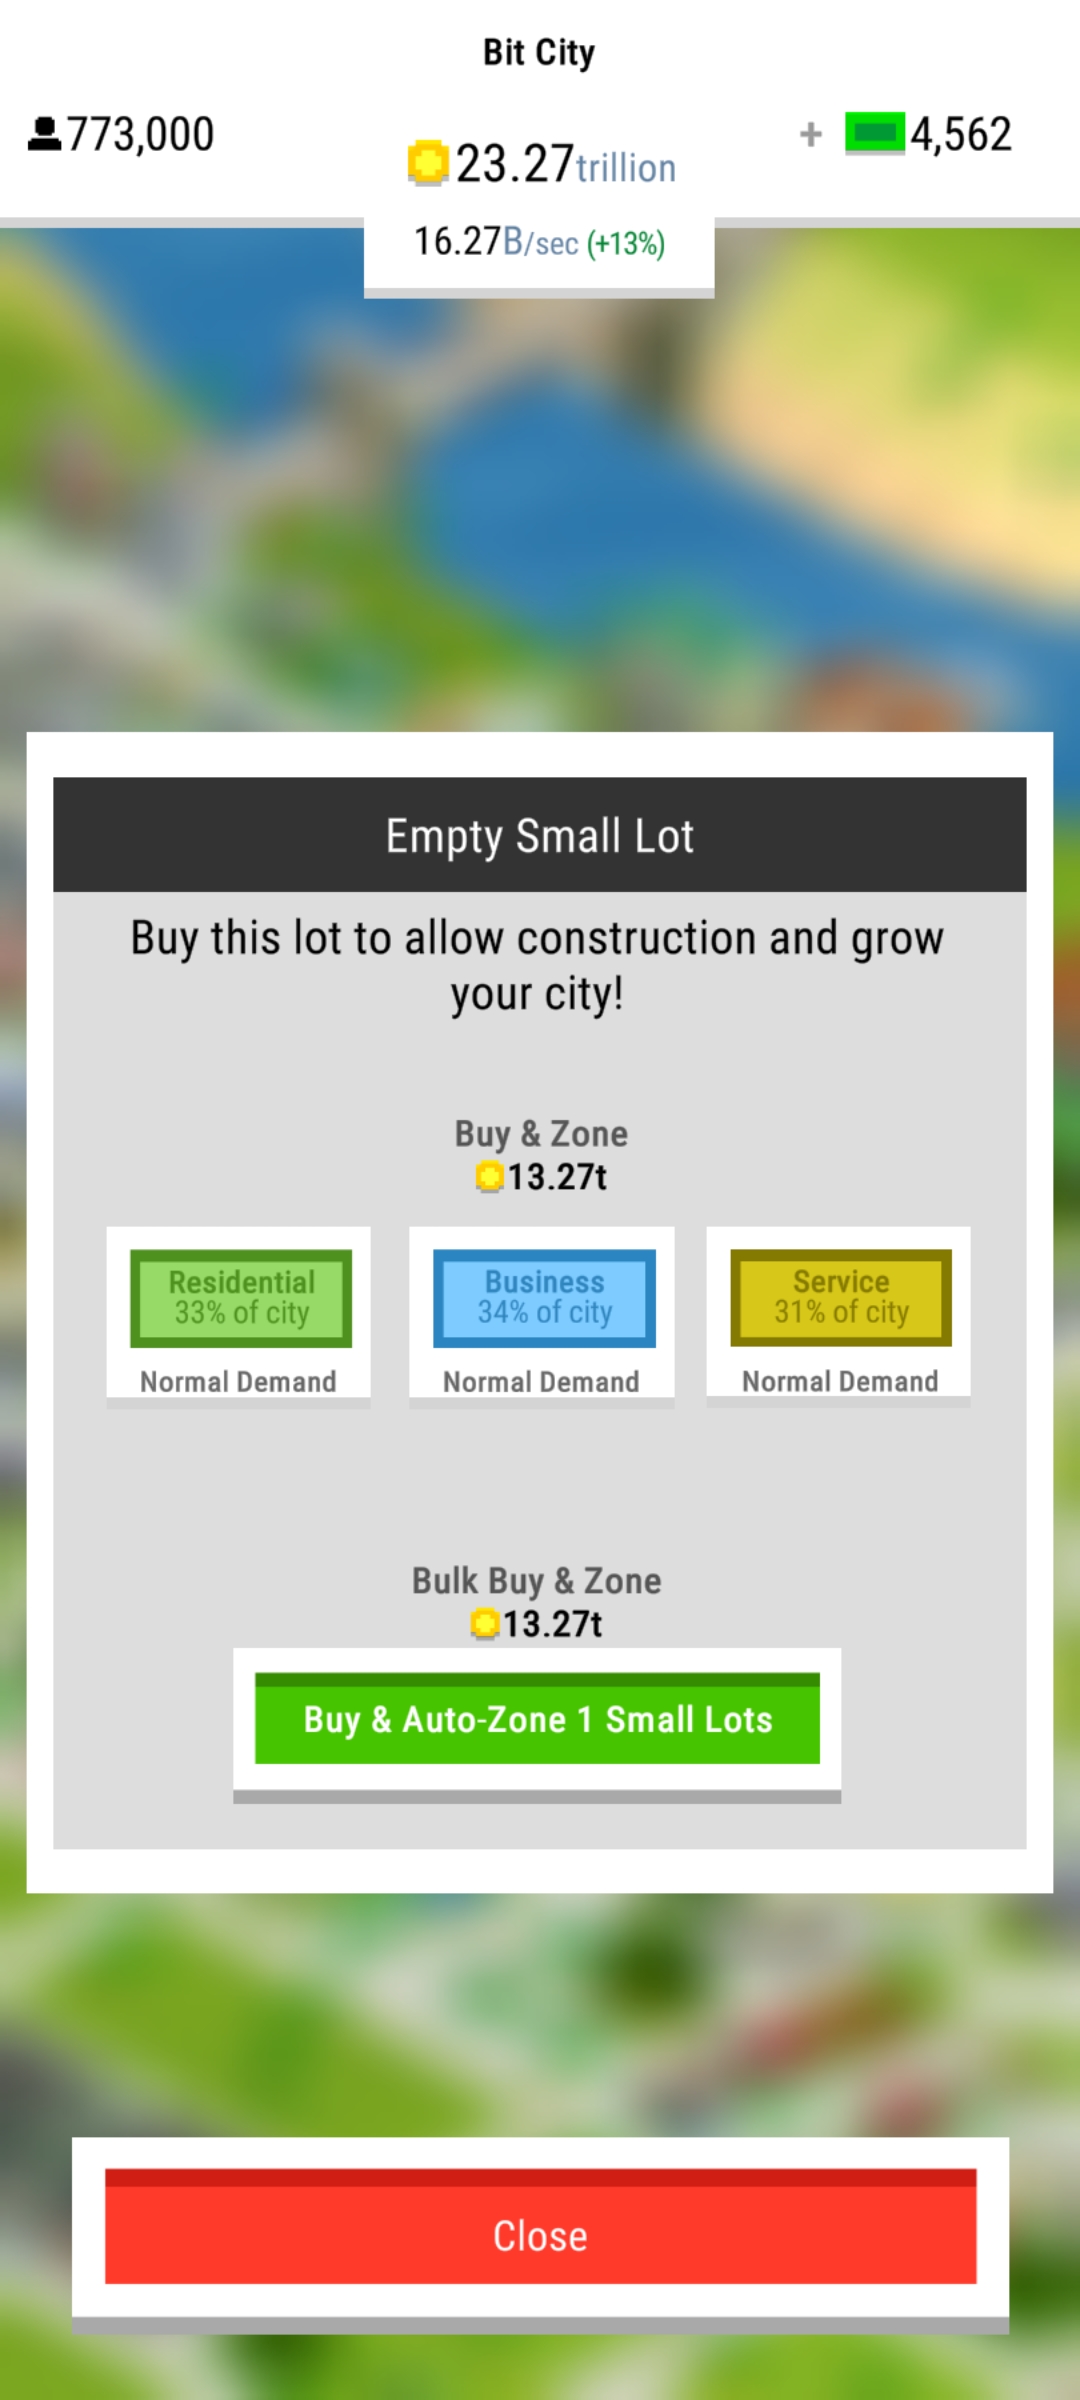 Bit City
773,000
+ 4,562
23.27trillion
16.27B/sec (+13%)
Empty Small Lot
Buy this lot to allow construction and grow
your city!
Buy & Zone
13.27t
Residential
33% of city
Normal Demand
Business
34% of city
Normal Demand
Service
31% of city
Normal Demand
Bulk Buy & Zone
13.27t
Buy & Auto-Zone 1 Small Lots
Close